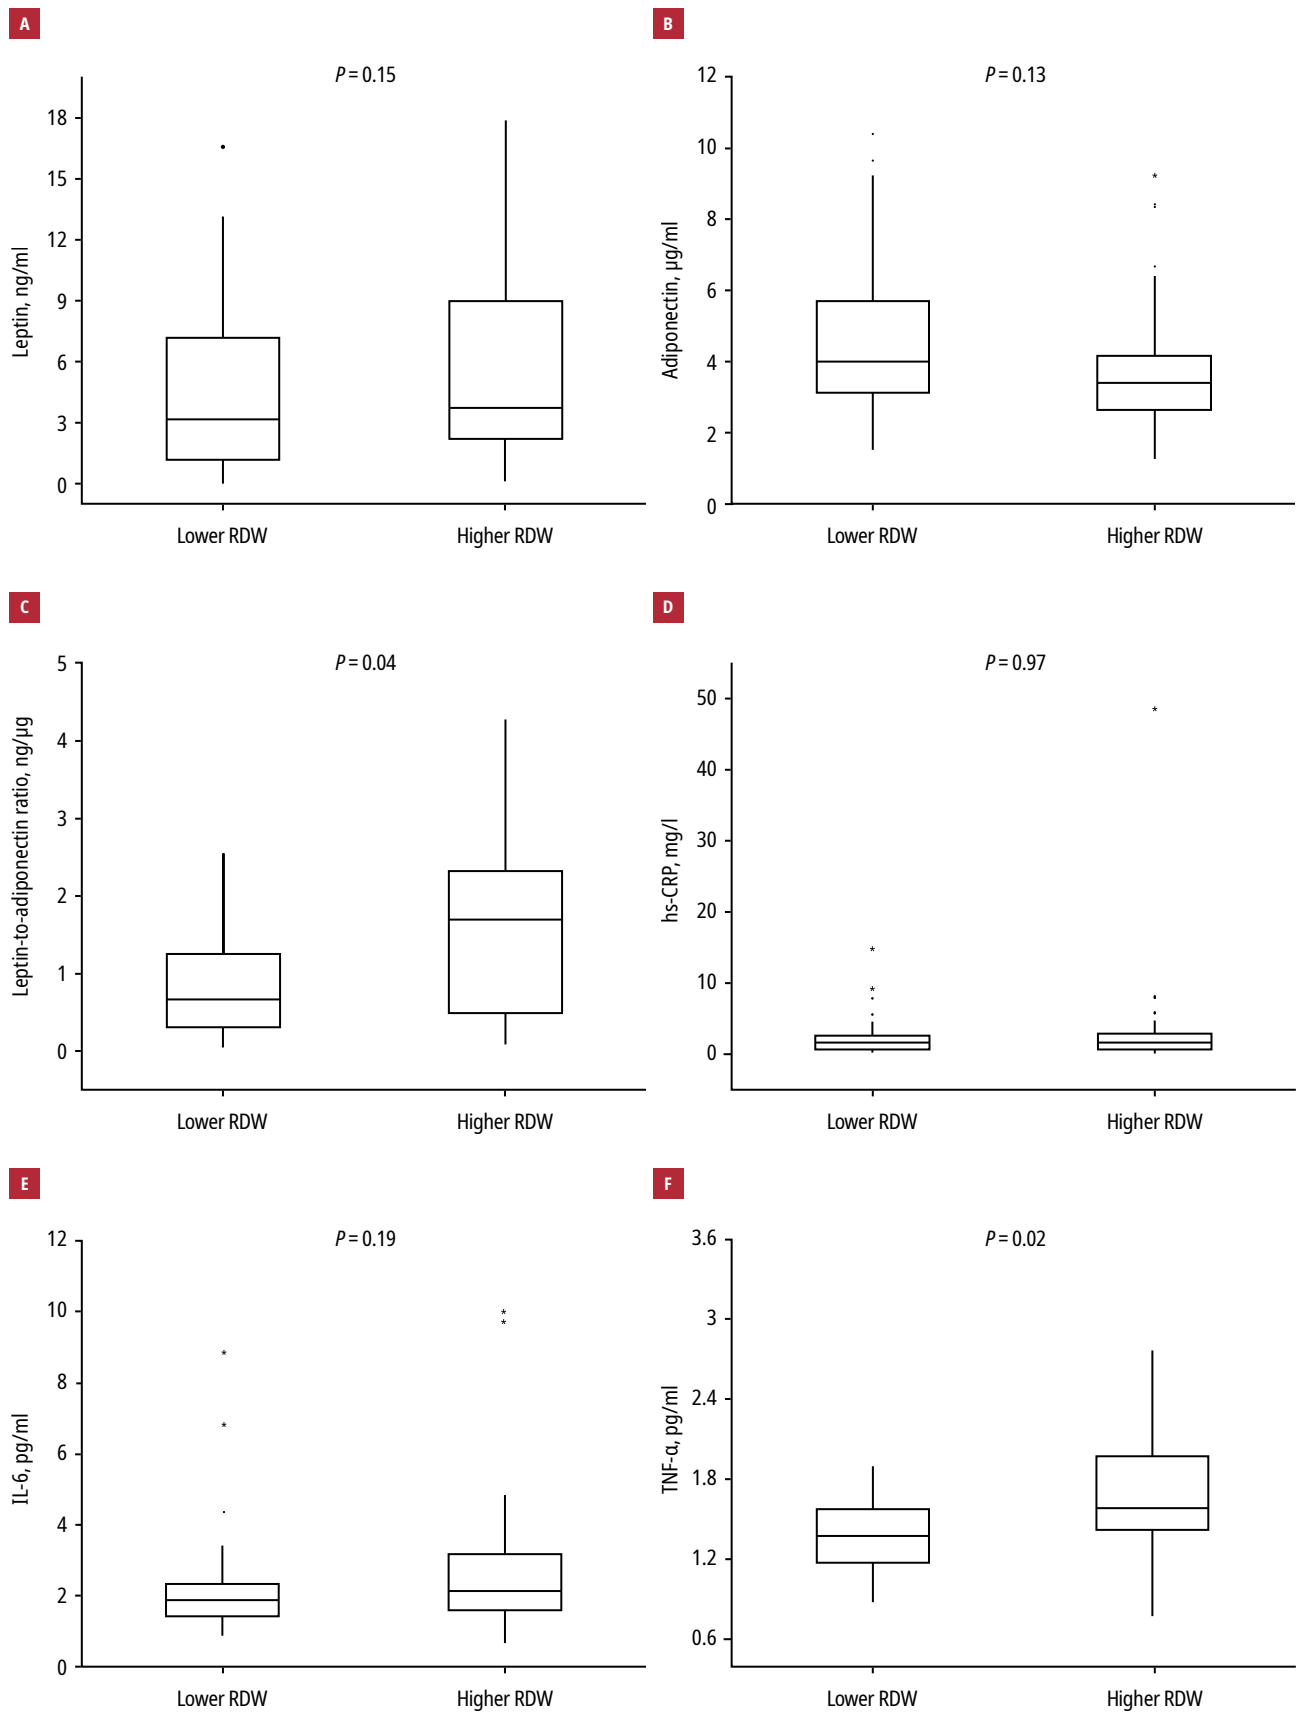 A
P = 0.15
Leptin, ng/ml
18
15
12
9
6
3
0
Lower RDW
Higher RDW
B
P = 0.13
Adiponectin, µg/ml
12
10
8
6
4
2
0
Lower RDW
Higher RDW
C
P = 0.04
Leptin-to-adiponectin ratio, ng/µg
5
4
3
2
1
0
Lower RDW
Higher RDW
D
P = 0.97
hs-CRP, mg/l
50
40
30
20
10
0
Lower RDW
Higher RDW
E
P = 0.19
IL-6, pg/ml
12
10
8
6
4
2
0
Lower RDW
Higher RDW
F
P = 0.02
TNF-α, pg/ml
3.6
3
2.4
1.8
1.2
0.6
Lower RDW
Higher RDW